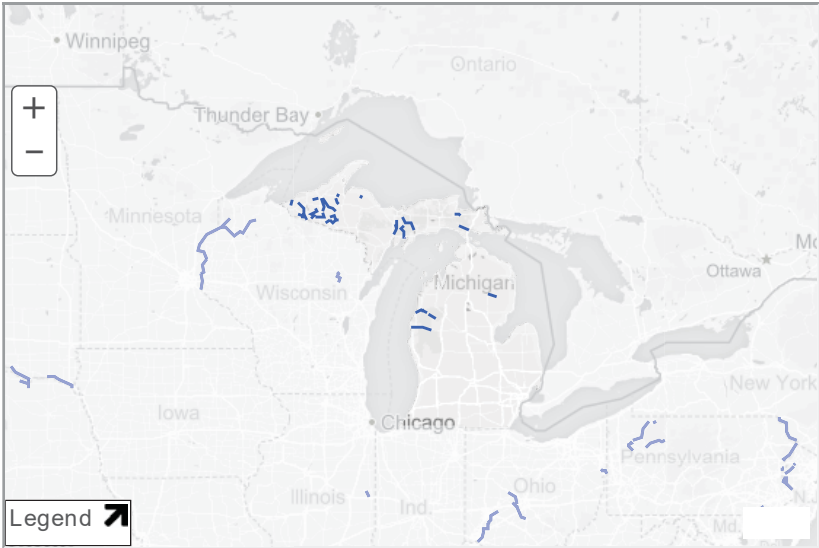 Winnipeg
Ontario
+
Thunder Bay
−
Minnesota
Mo
Ottawa
Michigan
Wisconsin
New York
Iowa
Chicago
Pennsylvania
Ohio
Illinois
Ind.
N.
Legend
Md.